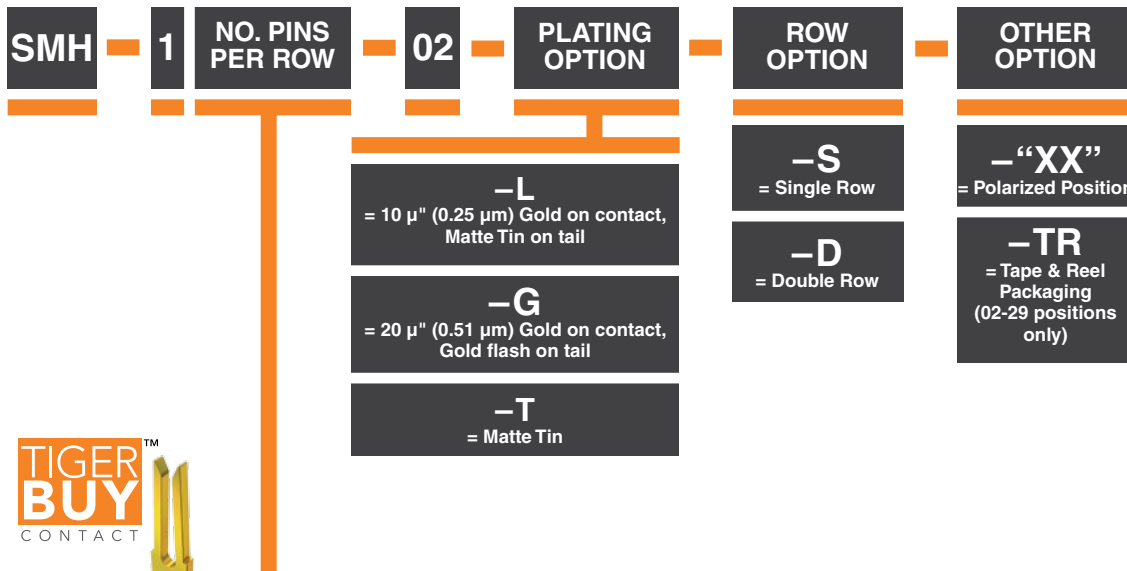 SMH
1
NO. PINS
PER ROW
02
PLATING
OPTION
ROW
OPTION
OTHER
OPTION
–L
= 10 µ" (0.25 µm) Gold on contact,
Matte Tin on tail
–G
= 20 µ" (0.51 µm) Gold on contact,
Gold flash on tail
–T
= Matte Tin
–S
= Single Row
–D
= Double Row
–“XX”
= Polarized Position
–TR
= Tape & Reel
Packaging
(02-29 positions
only)
TIGER™
BUY
CONTACT